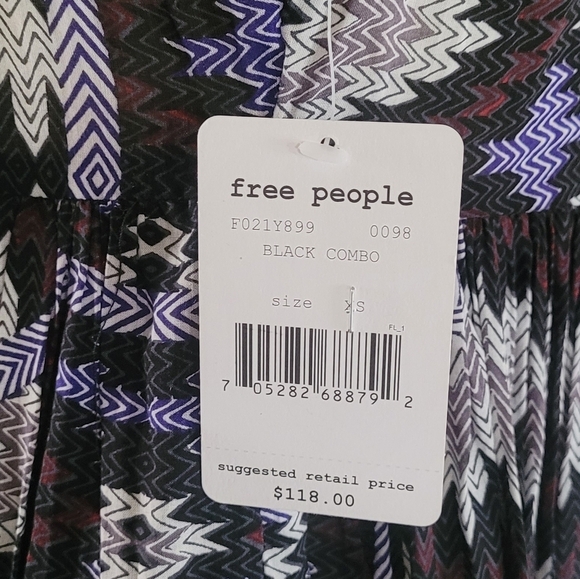 free people
F021Y899 0098
BLACK COMBO
size XS
FL_1
7 05282 68879 2
suggested retail price
$118.00